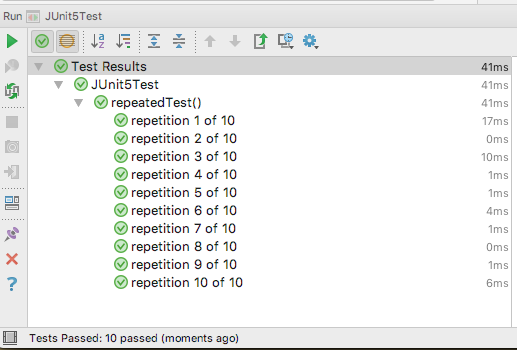 Run JUnit5Test
Test Results 41ms
JUnit5Test 41ms
repeatedTest() 41ms
repetition 1 of 10 17ms
repetition 2 of 10 0ms
repetition 3 of 10 10ms
repetition 4 of 10 1ms
repetition 5 of 10 1ms
repetition 6 of 10 4ms
repetition 7 of 10 1ms
repetition 8 of 10 0ms
repetition 9 of 10 1ms
repetition 10 of 10 6ms
Tests Passed: 10 passed (moments ago)